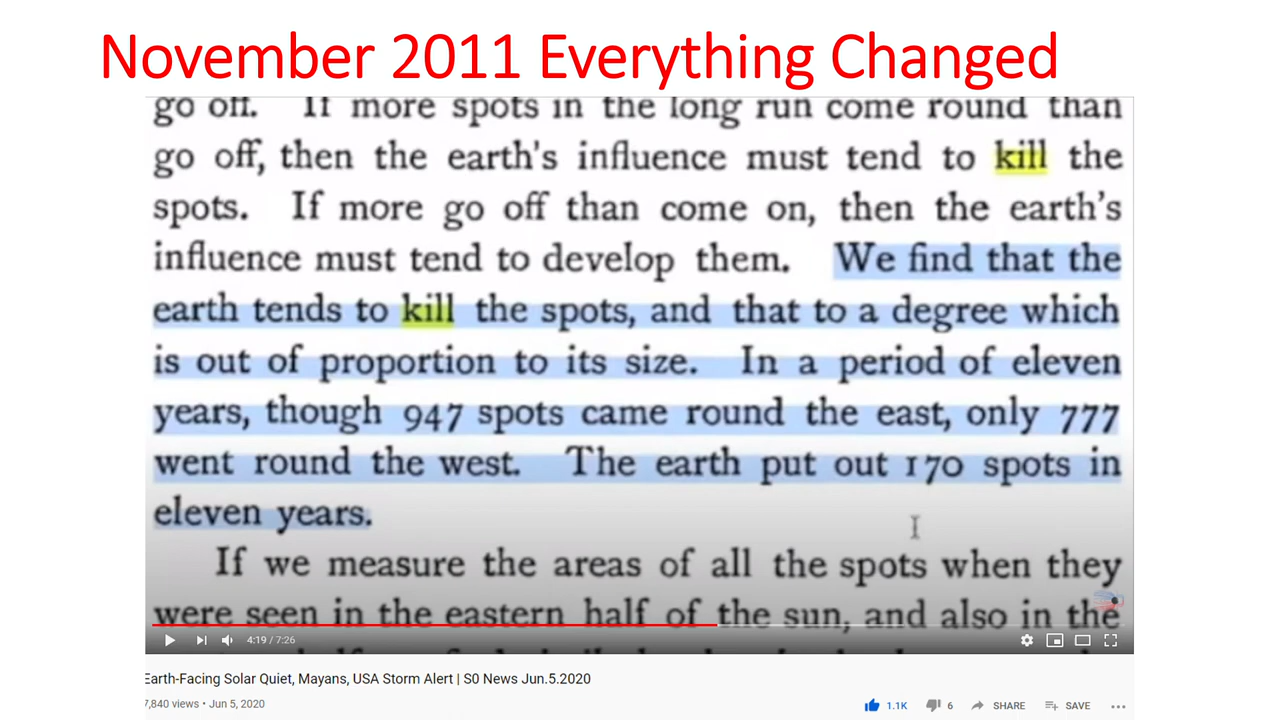 November 2011 Everything Changed
go off. If more spots in the long run come round than
go off, then the earth's influence must tend to kill the
spots. If more go off than come on, then the earth's
influence must tend to develop them. We find that the
earth tends to kill the spots, and that to a degree which
is out of proportion to its size. In a period of eleven
years, though 947 spots came round the east, only 777
went round the west. The earth put out 170 spots in
eleven years.
If we measure the areas of all the spots when they
were seen in the eastern half of the sun, and also in the
4:19 / 7:26
Earth-Facing Solar Quiet, Mayans, USA Storm Alert | S0 News Jun.5.2020
7,840 views • Jun 5, 2020 1.1K 6 SHARE SAVE